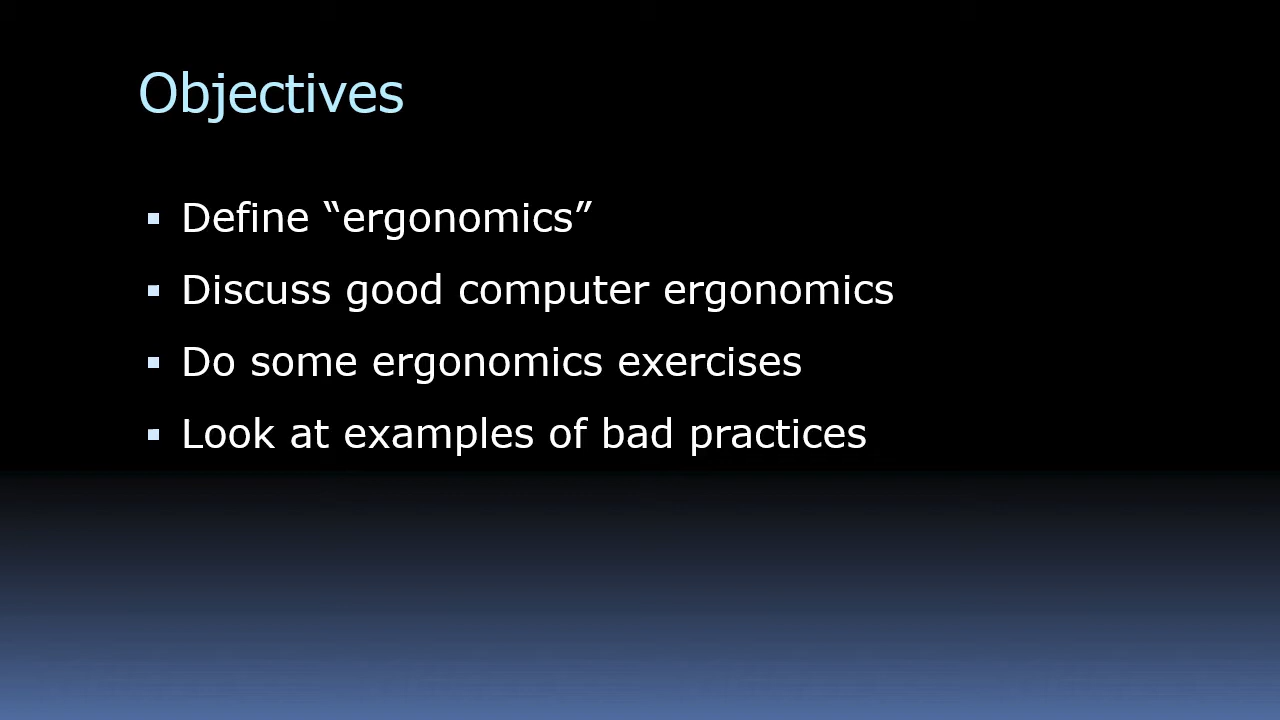 Objectives
▪ Define “ergonomics”
▪ Discuss good computer ergonomics
▪ Do some ergonomics exercises
▪ Look at examples of bad practices